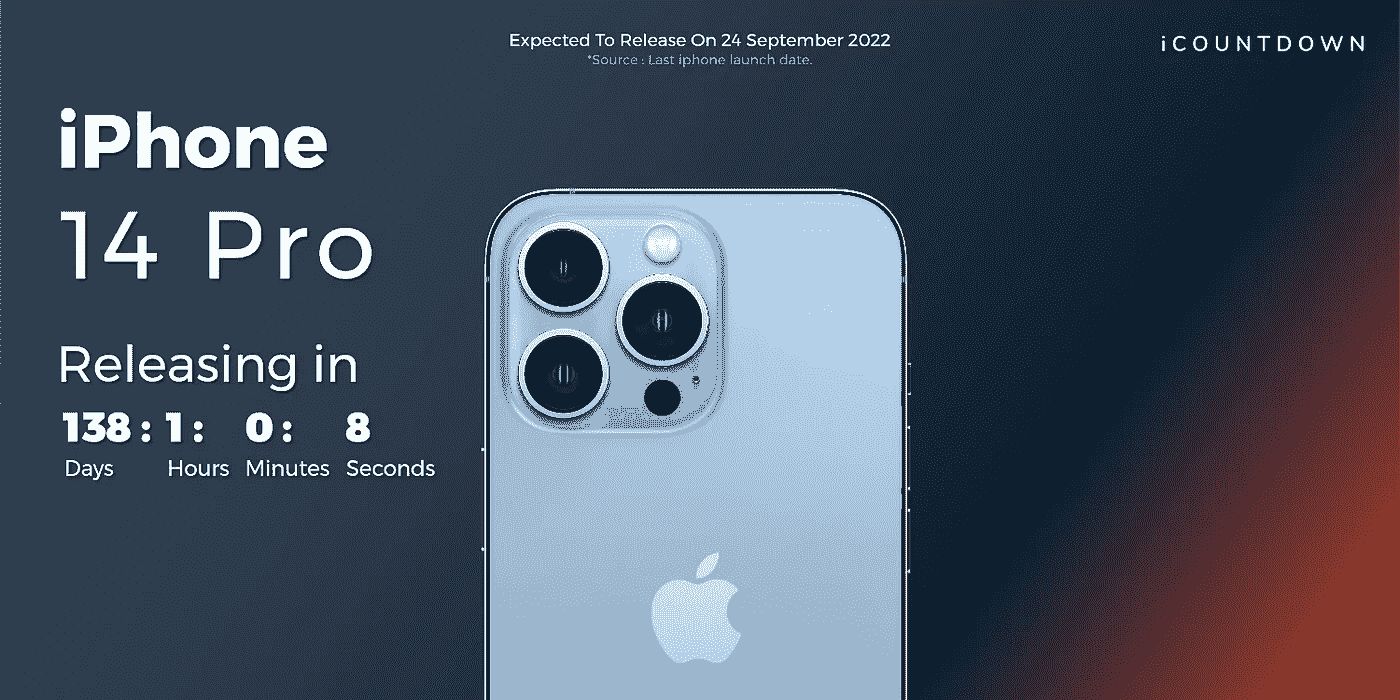 Expected To Release On 24 September 2022
*Source : Last iphone launch date.
iCOUNTDOWN
iPhone
14 Pro
Releasing in
138 : 1 : 0 : 8
Days Hours Minutes Seconds